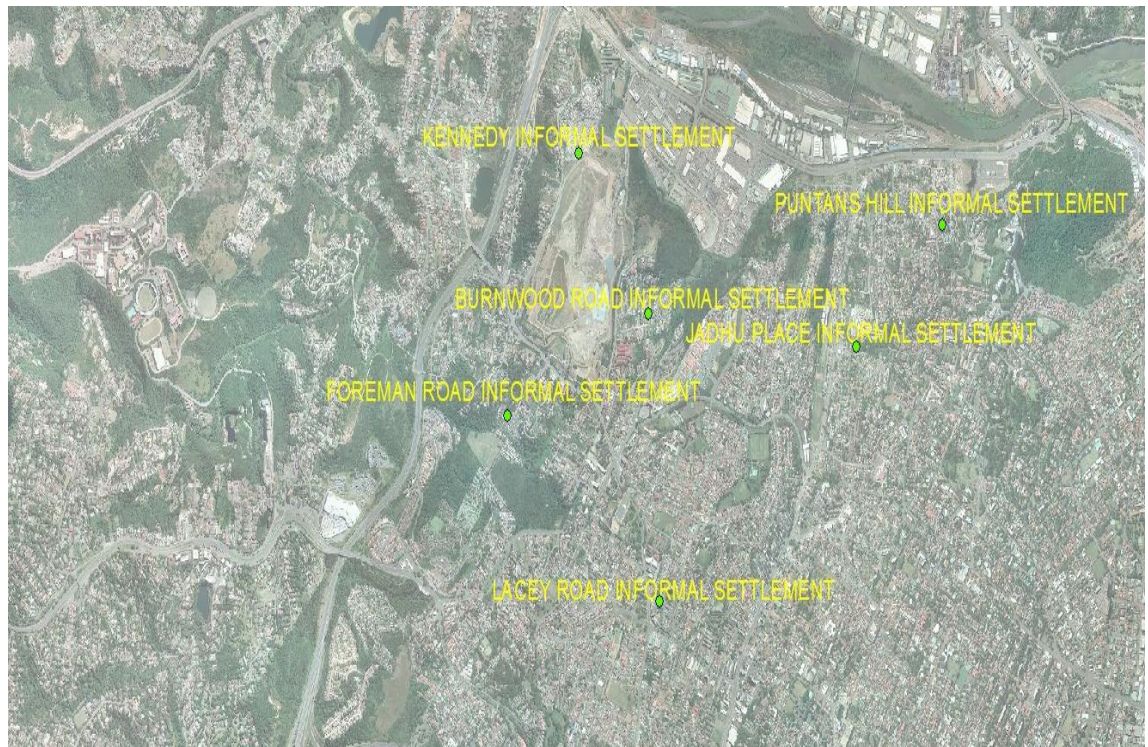 KENNEDY INFORMAL SETTLEMENT
PUNTANS HILL INFORMAL SETTLEMENT
BURNWOOD ROAD INFORMAL SETTLEMENT
JADHU PLACE INFORMAL SETTLEMENT
FOREMAN ROAD INFORMAL SETTLEMENT
LACEY ROAD INFORMAL SETTLEMENT